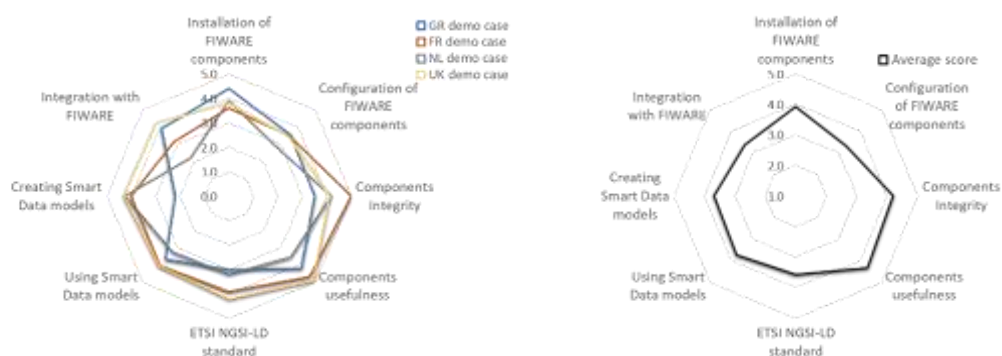 Installation of
FIWARE
components
GR demo case
FR demo case
NL demo case
UK demo case
5.0
4.0
3.0
2.0
1.0
0.0
Integration with
FIWARE
Configuration of
FIWARE
components
Creating Smart
Data models
Components
Integrity
Using Smart
Data models
Components
usefulness
ETSI NGSI-LD
standard
Installation of
FIWARE
components
Average score
5.0
4.0
3.0
2.0
1.0
Integration
with FIWARE
Configuration
of FIWARE
components
Creating
Smart Data
models
Components
Integrity
Using Smart
Data models
Components
usefulness
ETSI NGSI-LD
standard